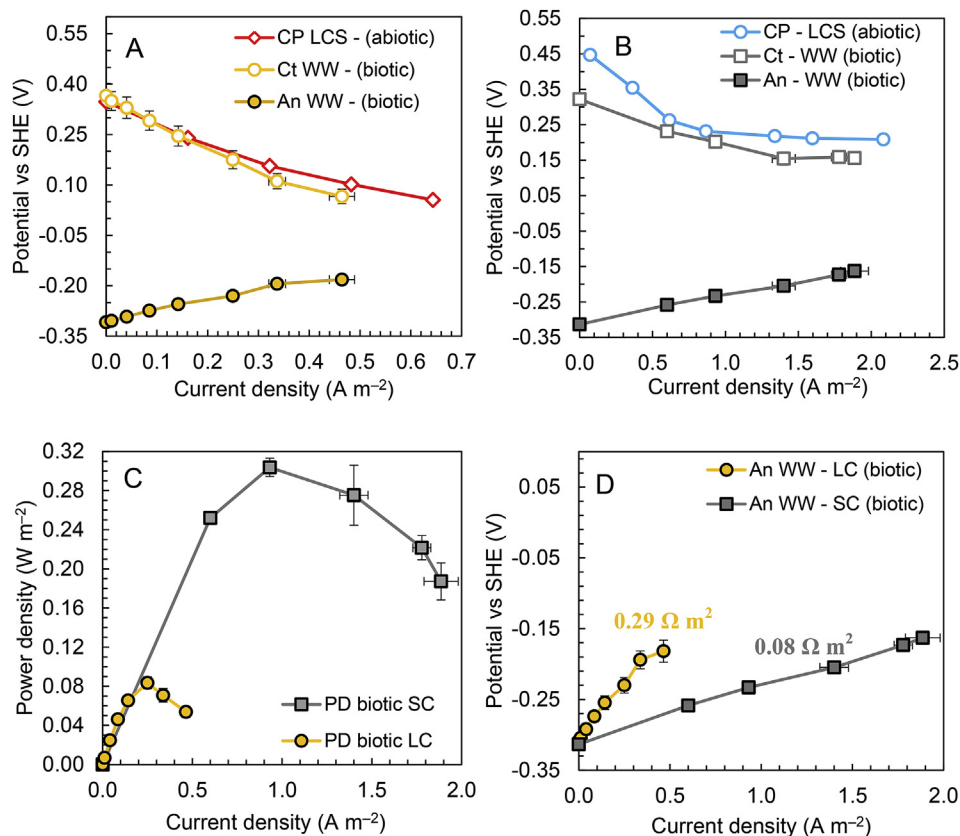 A
CP LCS - (abiotic)
Ct WW - (biotic)
An WW - (biotic)
Potential vs SHE (V)
0.55
0.40
0.25
0.10
-0.05
-0.20
-0.35
0.0 0.1 0.2 0.3 0.4 0.5 0.6 0.7
Current density (A m⁻²)
B
CP - LCS (abiotic)
Ct - WW (biotic)
An - WW (biotic)
Potential vs SHE (V)
0.55
0.45
0.35
0.25
0.15
0.05
-0.05
-0.15
-0.25
-0.35
0.0 0.5 1.0 1.5 2.0 2.5
Current density (A m⁻²)
C
Power density (W m⁻²)
0.32
0.28
0.24
0.20
0.16
0.12
0.08
0.04
0.00
PD biotic SC
PD biotic LC
0.0 0.5 1.0 1.5 2.0
Current density (A m⁻²)
D
An WW - LC (biotic)
An WW - SC (biotic)
Potential vs SHE (V)
0.05
-0.05
-0.15
-0.25
-0.35
0.29 Ω m²
0.08 Ω m²
0.0 0.5 1.0 1.5 2.0
Current density (A m⁻²)